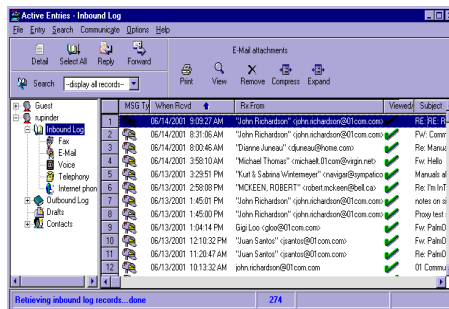 Active Entries - Inbound Log
File Entry Search Communicate Options Help
Detail Select All Reply Forward
E-Mail attachments
Print View Remove Compress Expand
Search --display all records--
MSG Ty When Rcvd Rx From Viewed/ Subject
Guest
rupinder
Inbound Log
Fax
E-Mail
Voice
Telephony
Internet phon
Outbound Log
Drafts
Contacts
1 06/14/2001 9:09:27 AM "John Richardson" <john.richardson@01com.com> RE: RE: R
2 06/14/2001 8:31:06 AM "John Richardson" <john.richardson@01com.com> FW: Comm
3 06/14/2001 8:00:46 AM "Dianne Juneau" <djuneau@home.com> Re: Manua
4 06/14/2001 3:58:10 AM "Michael Thomas" <michaelt.01com@virgin.net> Fw: Hello
5 06/13/2001 3:29:51 PM "Kurt & Sabrina Wintermeyer" <navigar@sympatico Manuals a
6 06/13/2001 2:58:08 PM "MCKEEN, ROBERT" <robert.mckeen@bell.ca> Re: I'm InT
7 06/13/2001 1:45:01 PM "John Richardson" <john.richardson@01com.com> notes on si
8 06/13/2001 1:45:00 PM "John Richardson" <john.richardson@01com.com> Proxy test
9 06/13/2001 1:04:14 PM Gigi Loo <gloo@01com.com> Fw: PalmD
10 06/13/2001 12:10:32 PM "Juan Santos" <jsantos@01com.com> Fw: PalmD
11 06/13/2001 11:20:47 AM "Juan Santos" <jsantos@01com.com> Re: PalmD
12 06/13/2001 10:13:32 AM john.richardson@01com.com 01 Commu
Retrieving inbound log records...done 274